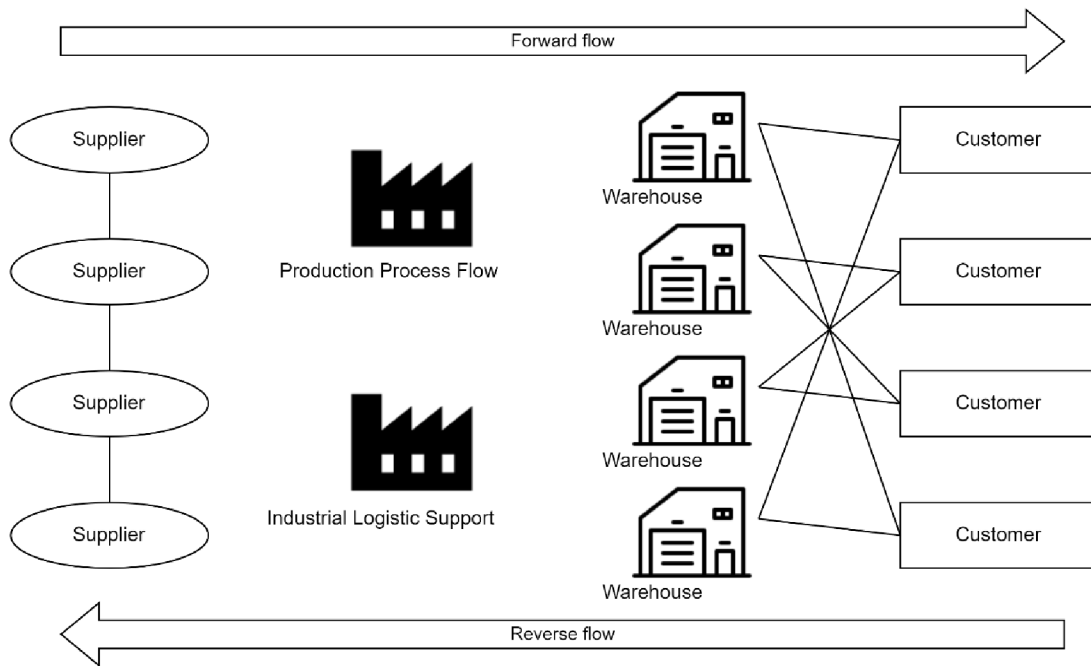 Forward flow
Supplier
Warehouse
Customer
Supplier
Production Process Flow
Warehouse
Customer
Supplier
Warehouse
Customer
Supplier
Industrial Logistic Support
Warehouse
Customer
Reverse flow